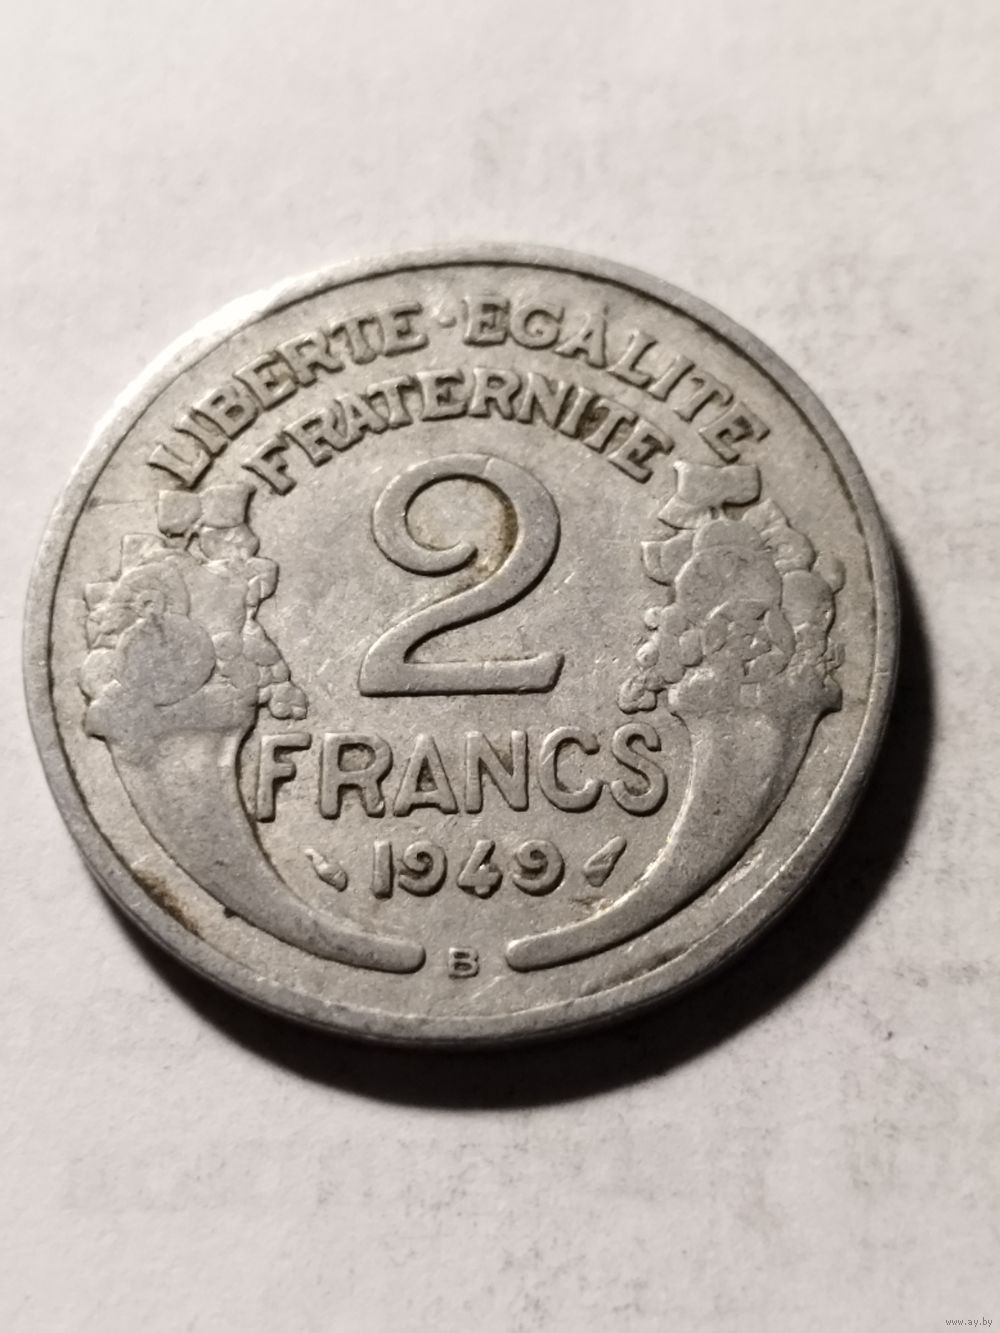 LIBERTE·EGALITE
FRATERNITE
2
FRANCS
1949
B
www.ay.by